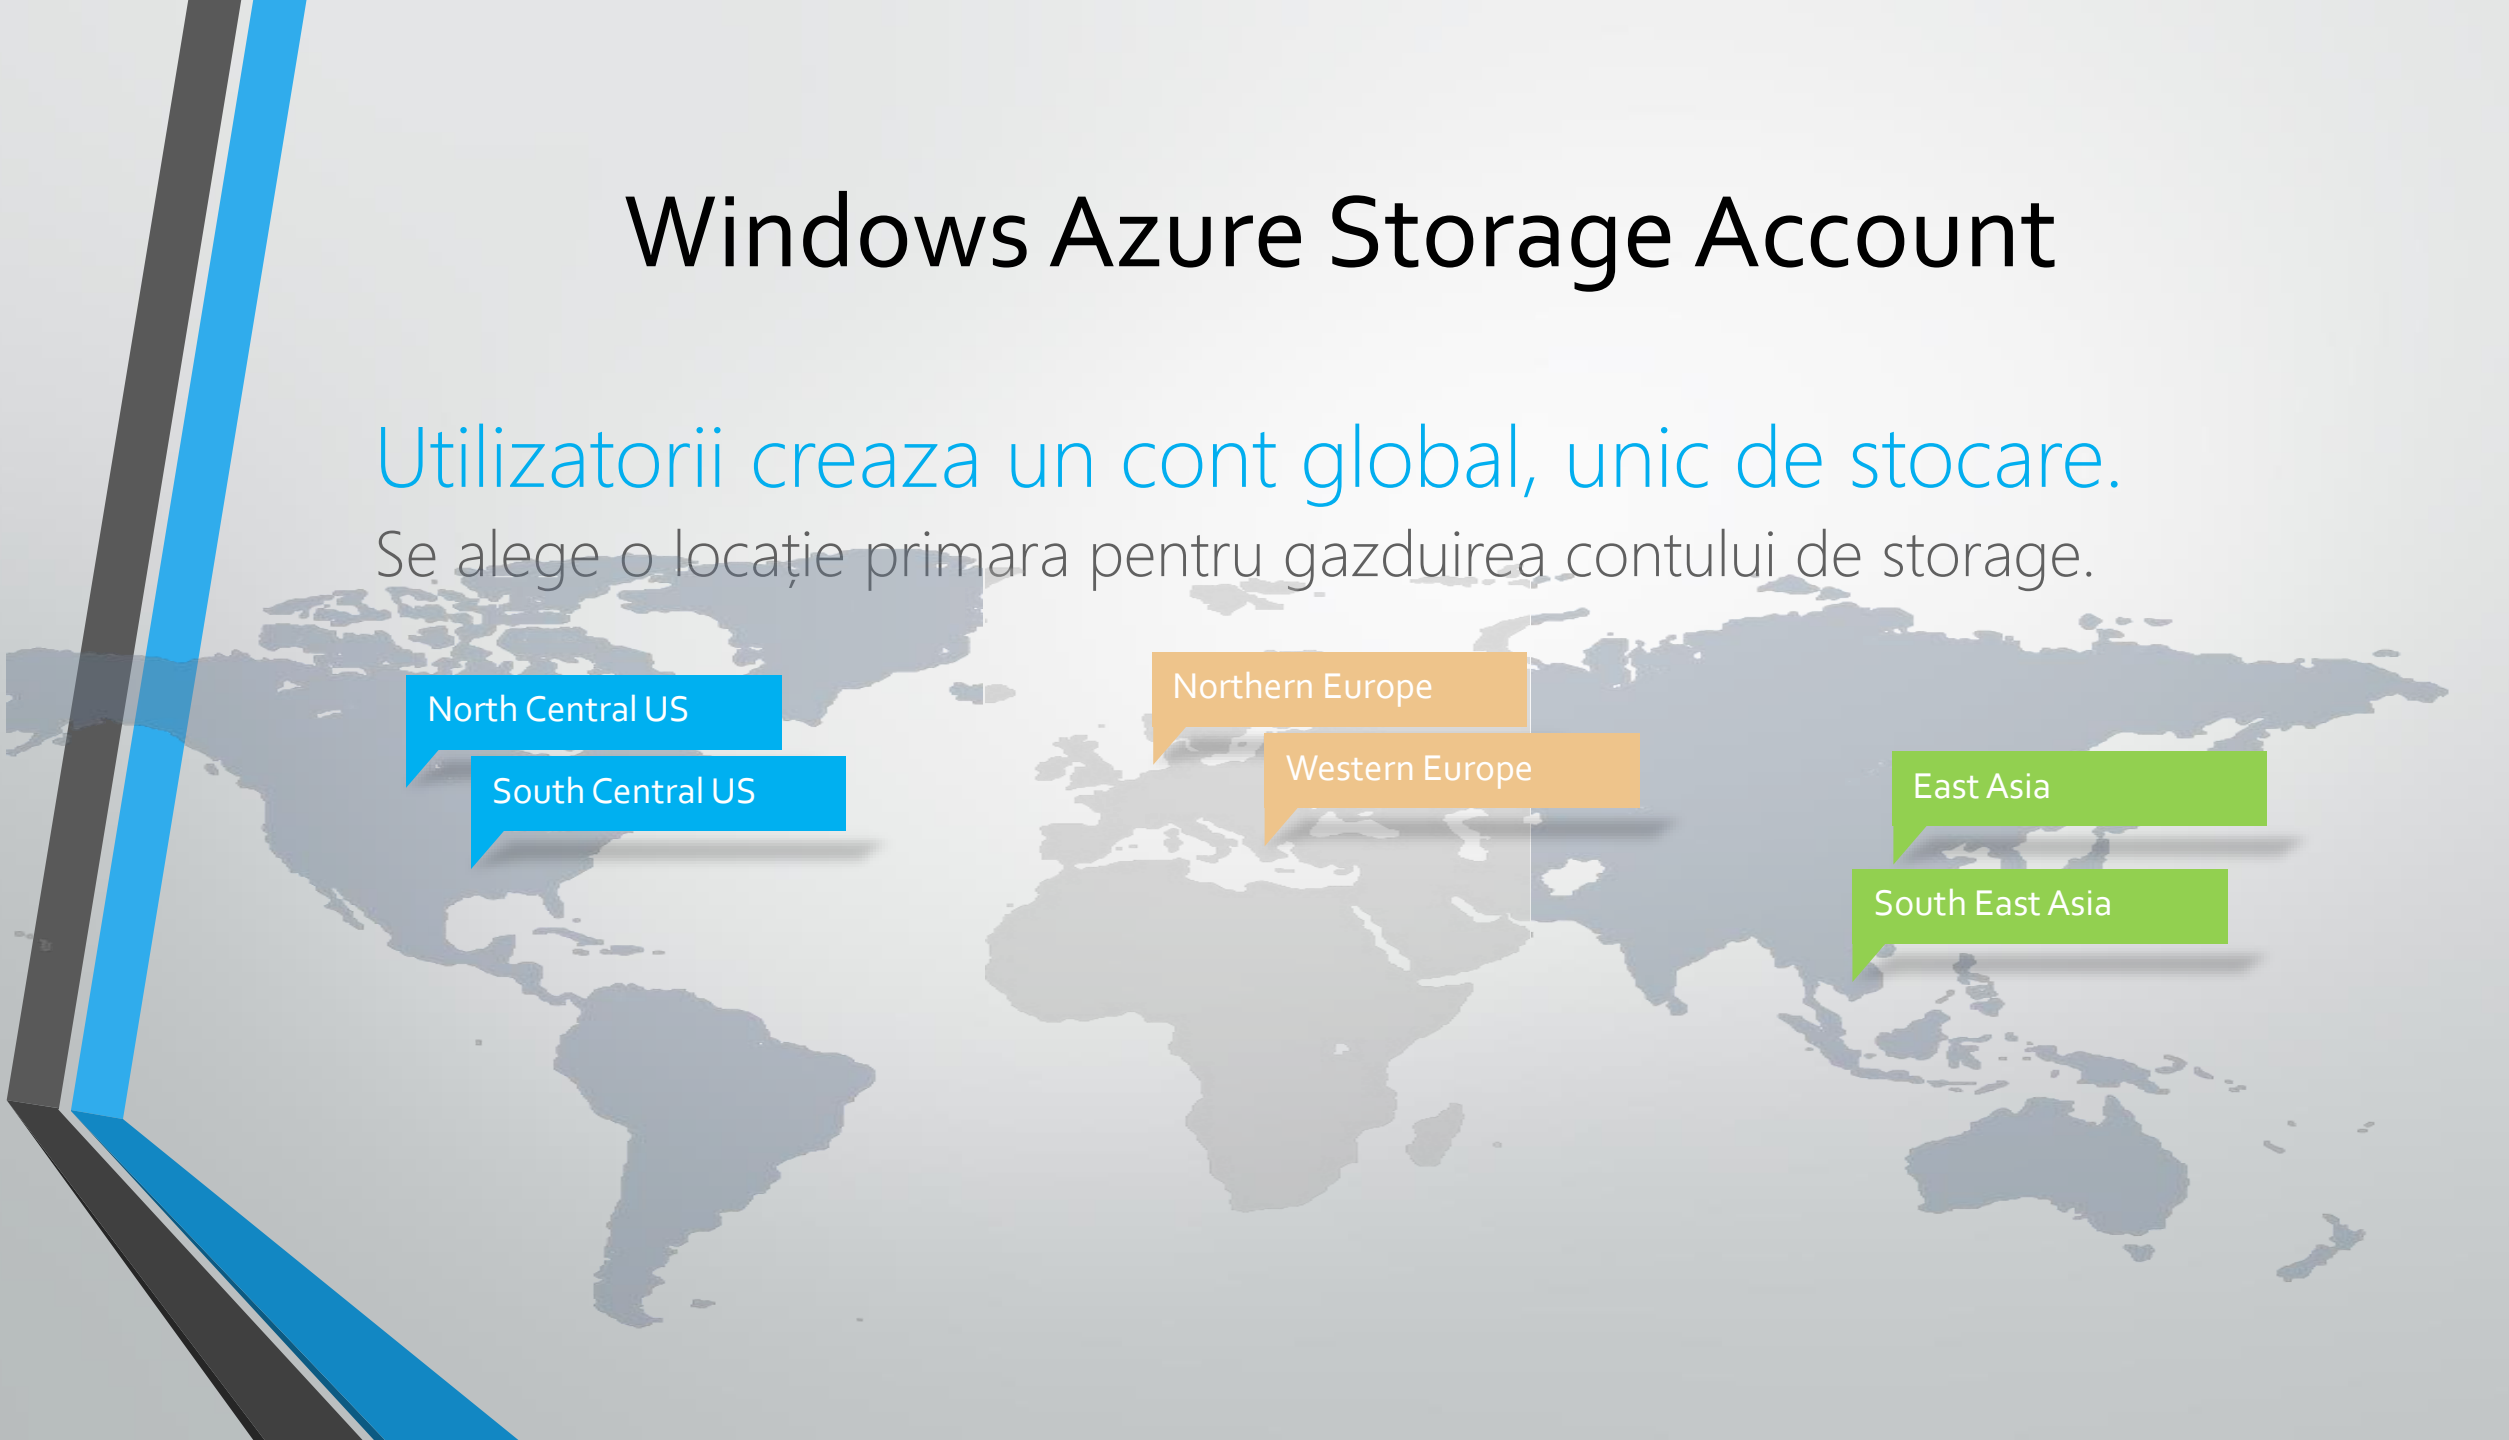 Windows Azure Storage Account
Utilizatorii creaza un cont global, unic de stocare.
Se alege o locație primara pentru gazduirea contului de storage.
North Central US
South Central US
Northern Europe
Western Europe
East Asia
South East Asia